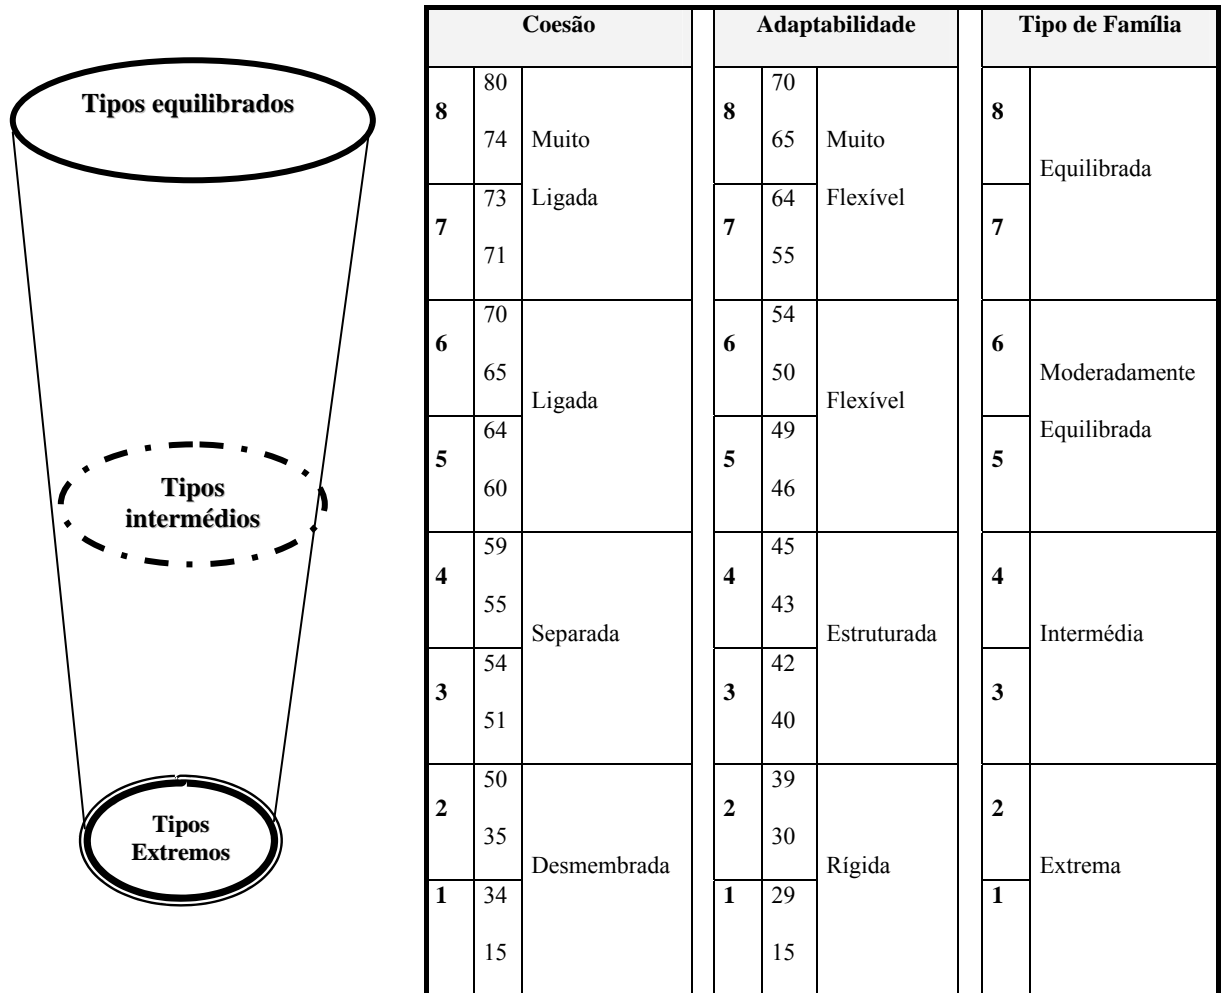 Tipos equilibrados
Tipos
intermédios
Tipos
Extremos
Coesão Adaptabilidade Tipo de Família
80 70
8 8 8
74 Muito 65 Muito
Equilibrada
73 Ligada 64 Flexível
7 7 7
71 55
70 54
6 6 6
65 50 Moderadamente
Ligada Flexível
64 49 Equilibrada
5 5 5
60 46
59 45
4 4 4
55 43
Separada Estruturada Intermédia
54 42
3 3 3
51 40
50 39
2 2 2
35 30
Desmembrada Rígida Extrema
1 34 1 29 1
15 15